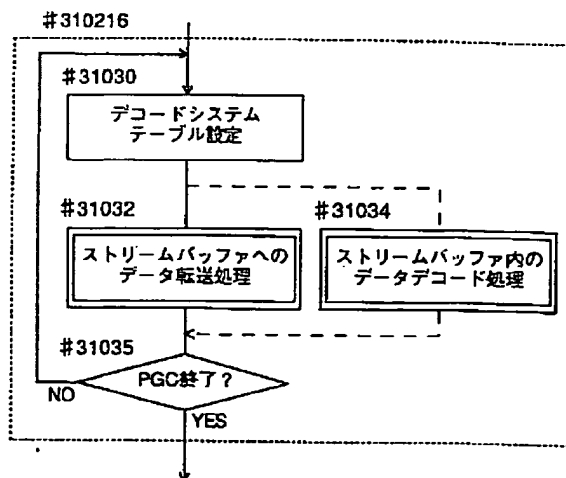 #310216
#31030
デコードシステム
テーブル設定
#31032
#31034
ストリームバッファへの
データ転送処理
ストリームバッファ内の
データデコード処理
#31035
PGC終了？
NO
YES